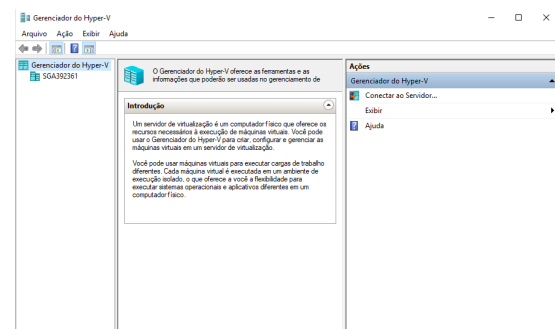 Gerenciador do Hyper-V
Arquivo Ação Exibir Ajuda
Gerenciador do Hyper-V
SGA392361
O Gerenciador do Hyper-V oferece as ferramentas e as
informações que poderão ser usadas no gerenciamento de
Introdução
Um servidor de virtualização é um computador físico que oferece os
recursos necessários à execução de máquinas virtuais. Você pode
usar o Gerenciador do Hyper-V para criar, configurar e gerenciar as
máquinas virtuais em um servidor de virtualização.
Você pode usar máquinas virtuais para executar cargas de trabalho
diferentes. Cada máquina virtual é executada em um ambiente de
execução isolado, o que oferece a você a flexibilidade para
executar sistemas operacionais e aplicativos diferentes em um
computador físico.
Ações
Gerenciador do Hyper-V
Conectar ao Servidor...
Exibir
Ajuda